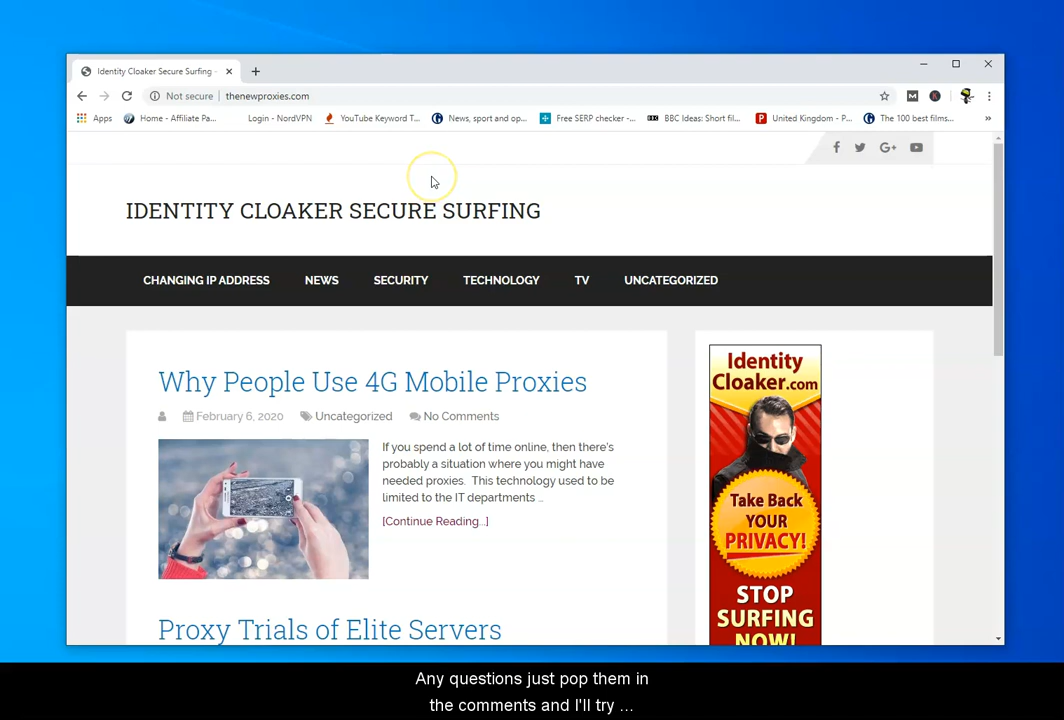 Identity Cloaker Secure Surfing -
Not secure
thenewproxies.com
Apps
Home - Affiliate Pa...
Login - NordVPN
YouTube Keyword T...
News, sport and op...
Free SERP checker -...
BBC Ideas: Short fil...
United Kingdom - P...
The 100 best films...
»
IDENTITY CLOAKER SECURE SURFING
CHANGING IP ADDRESS
NEWS
SECURITY
TECHNOLOGY
TV
UNCATEGORIZED
Why People Use 4G Mobile Proxies
February 6, 2020
Uncategorized
No Comments
If you spend a lot of time online, then there's
probably a situation where you might have
needed proxies. This technology used to be
limited to the IT departments ...
[Continue Reading...]
Proxy Trials of Elite Servers
Identity
Cloaker.com
Take Back
YOUR
PRIVACY!
STOP
SURFING
NOW!
Any questions just pop them in
the comments and I'll try ...